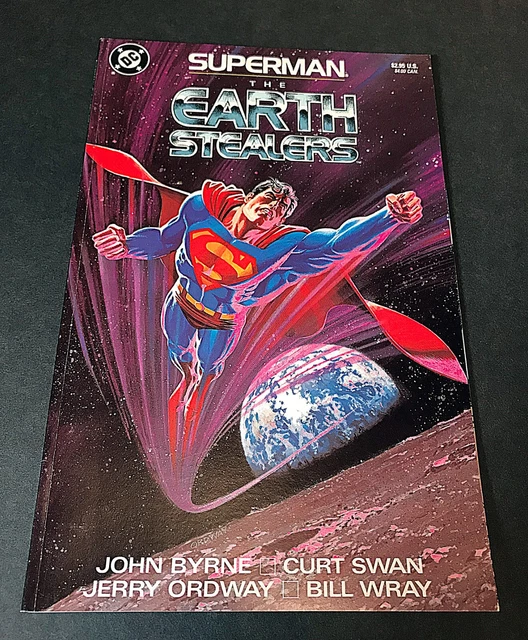 DC
SUPERMAN
$2.95 U.S.
$4.00 CAN.
THE
EARTH
STEALERS
S
JOHN BYRNE □ CURT SWAN
JERRY ORDWAY □ BILL WRAY